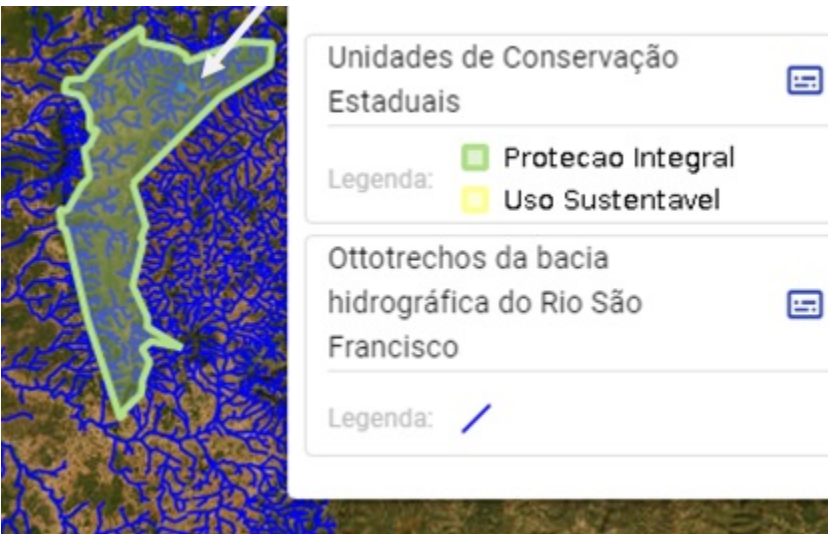 Unidades de Conservação
Estaduais
Legenda:
Protecao Integral
Uso Sustentavel
Ottotrechos da bacia
hidrográfica do Rio São
Francisco
Legenda: